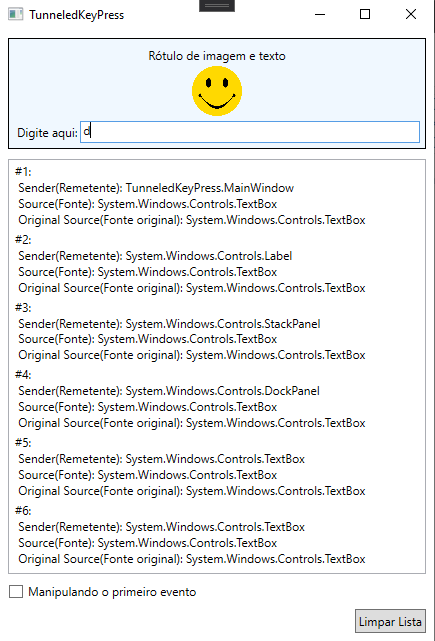 TunneledKeyPress
Rótulo de imagem e texto
Digite aqui: d
#1:
Sender(Remetente): TunneledKeyPress.MainWindow
Source(Fonte): System.Windows.Controls.TextBox
Original Source(Fonte original): System.Windows.Controls.TextBox
#2:
Sender(Remetente): System.Windows.Controls.Label
Source(Fonte): System.Windows.Controls.TextBox
Original Source(Fonte original): System.Windows.Controls.TextBox
#3:
Sender(Remetente): System.Windows.Controls.StackPanel
Source(Fonte): System.Windows.Controls.TextBox
Original Source(Fonte original): System.Windows.Controls.TextBox
#4:
Sender(Remetente): System.Windows.Controls.DockPanel
Source(Fonte): System.Windows.Controls.TextBox
Original Source(Fonte original): System.Windows.Controls.TextBox
#5:
Sender(Remetente): System.Windows.Controls.TextBox
Source(Fonte): System.Windows.Controls.TextBox
Original Source(Fonte original): System.Windows.Controls.TextBox
#6:
Sender(Remetente): System.Windows.Controls.TextBox
Source(Fonte): System.Windows.Controls.TextBox
Original Source(Fonte original): System.Windows.Controls.TextBox
Manipulando o primeiro evento
Limpar Lista